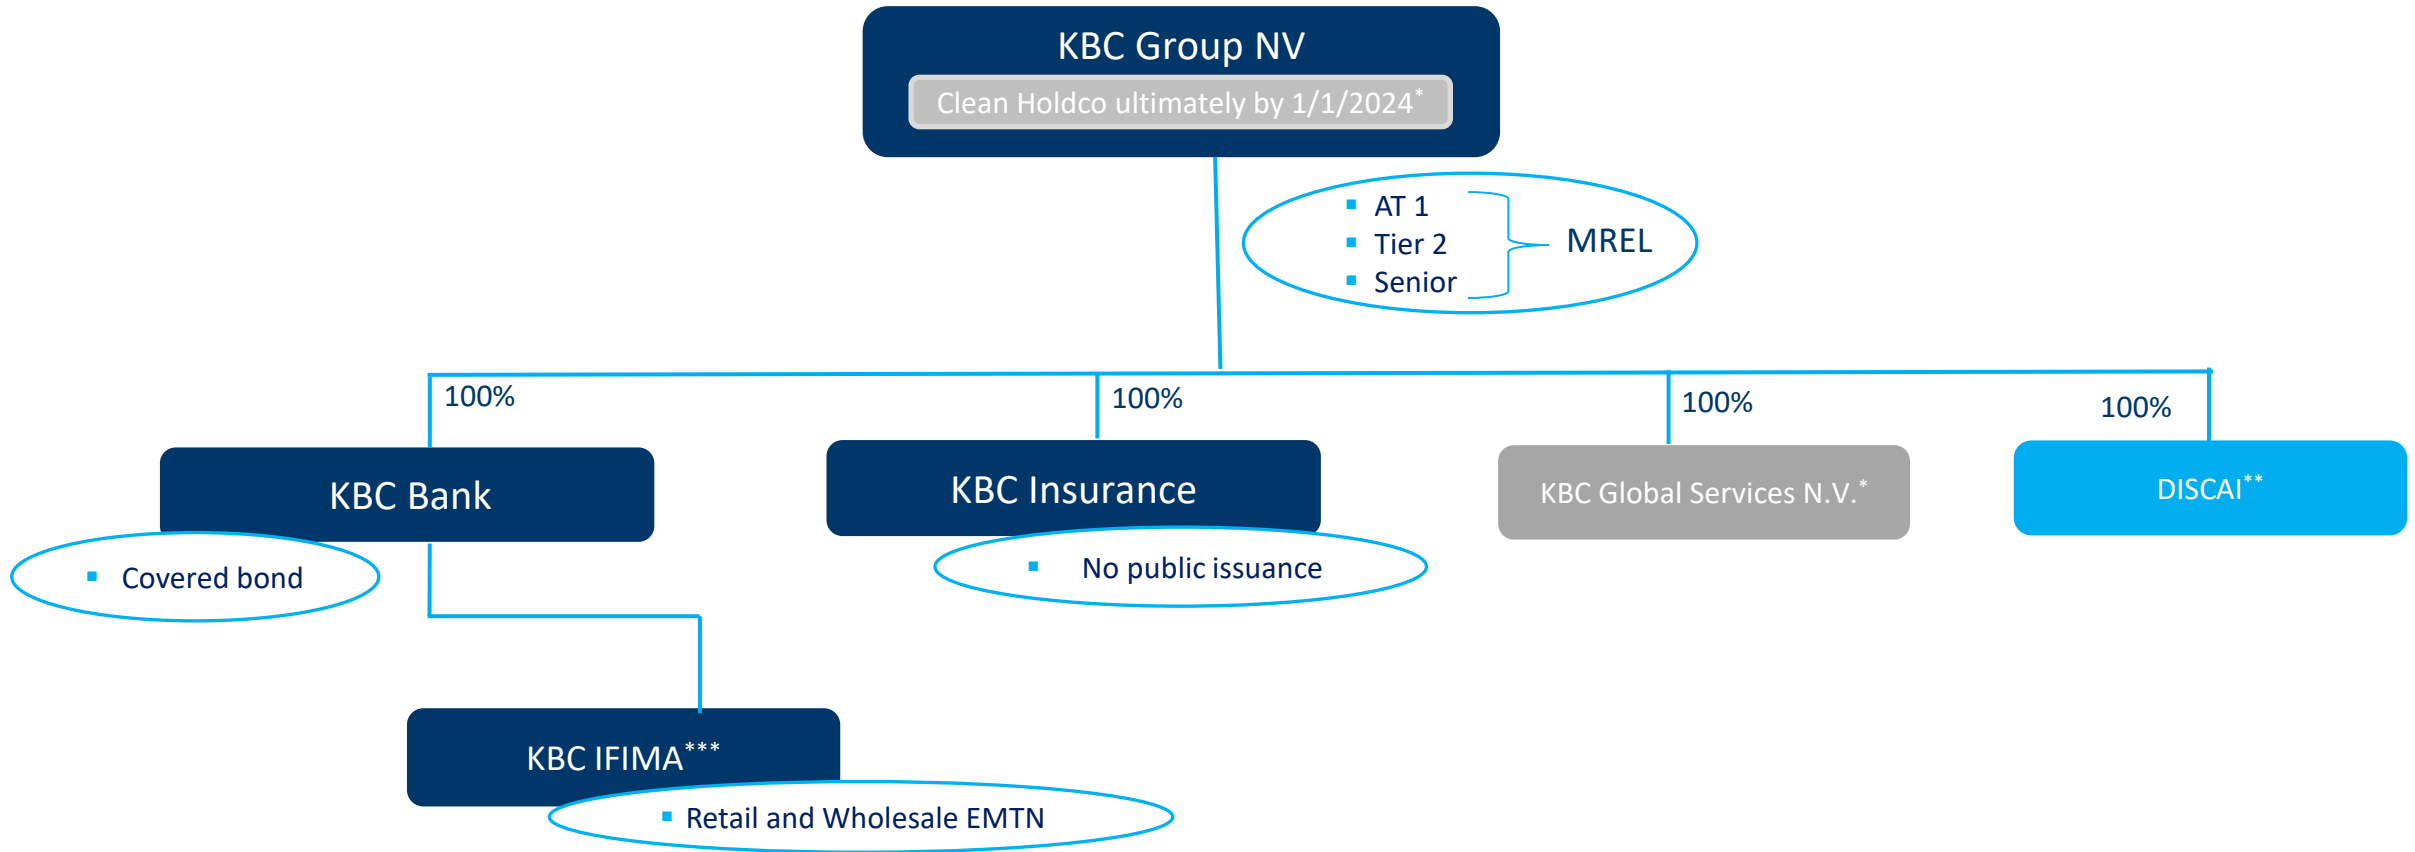 KBC Group NV
Clean Holdco ultimately by 1/1/2024*
▪ AT 1
▪ Tier 2
▪ Senior
MREL
100%
100%
100%
100%
KBC Bank
KBC Insurance
KBC Global Services N.V.*
DISCAI**
▪ Covered bond
▪ No public issuance
KBC IFIMA***
▪ Retail and Wholesale EMTN